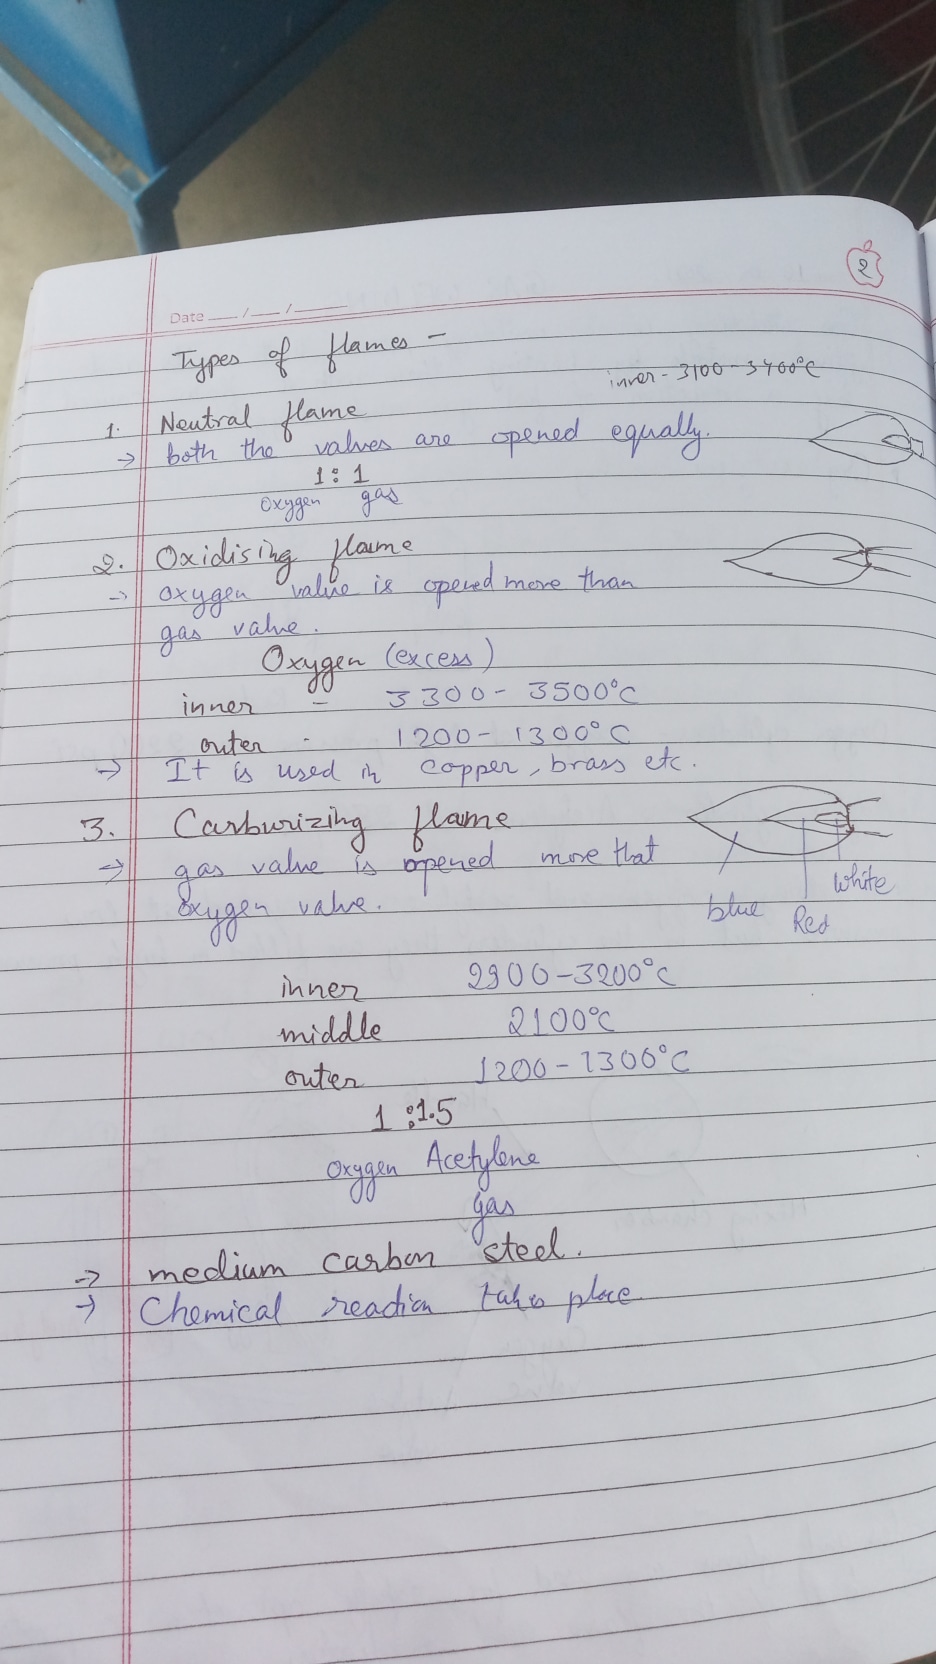 2
Date __/__/____
Types of flames -
inner - 3100 - 3400°C
1. Neutral flame
→ both the valves are opened equally.
1 : 1
Oxygen gas
2. Oxidising flame
→ oxygen valve is opened more than
gas valve.
Oxygen (excess)
inner - 3300 - 3500°C
outer - 1200 - 1300°C
→ It is used in copper, brass etc.
3. Carburizing flame
→ gas valve is opened more that
oxygen valve.
white
blue
Red
inner 2900 - 3200°C
middle 2100°C
outer 1200 - 1300°C
1 : 1.5
oxygen Acetylene
gas
→ medium carbon steel.
→ Chemical reaction takes place